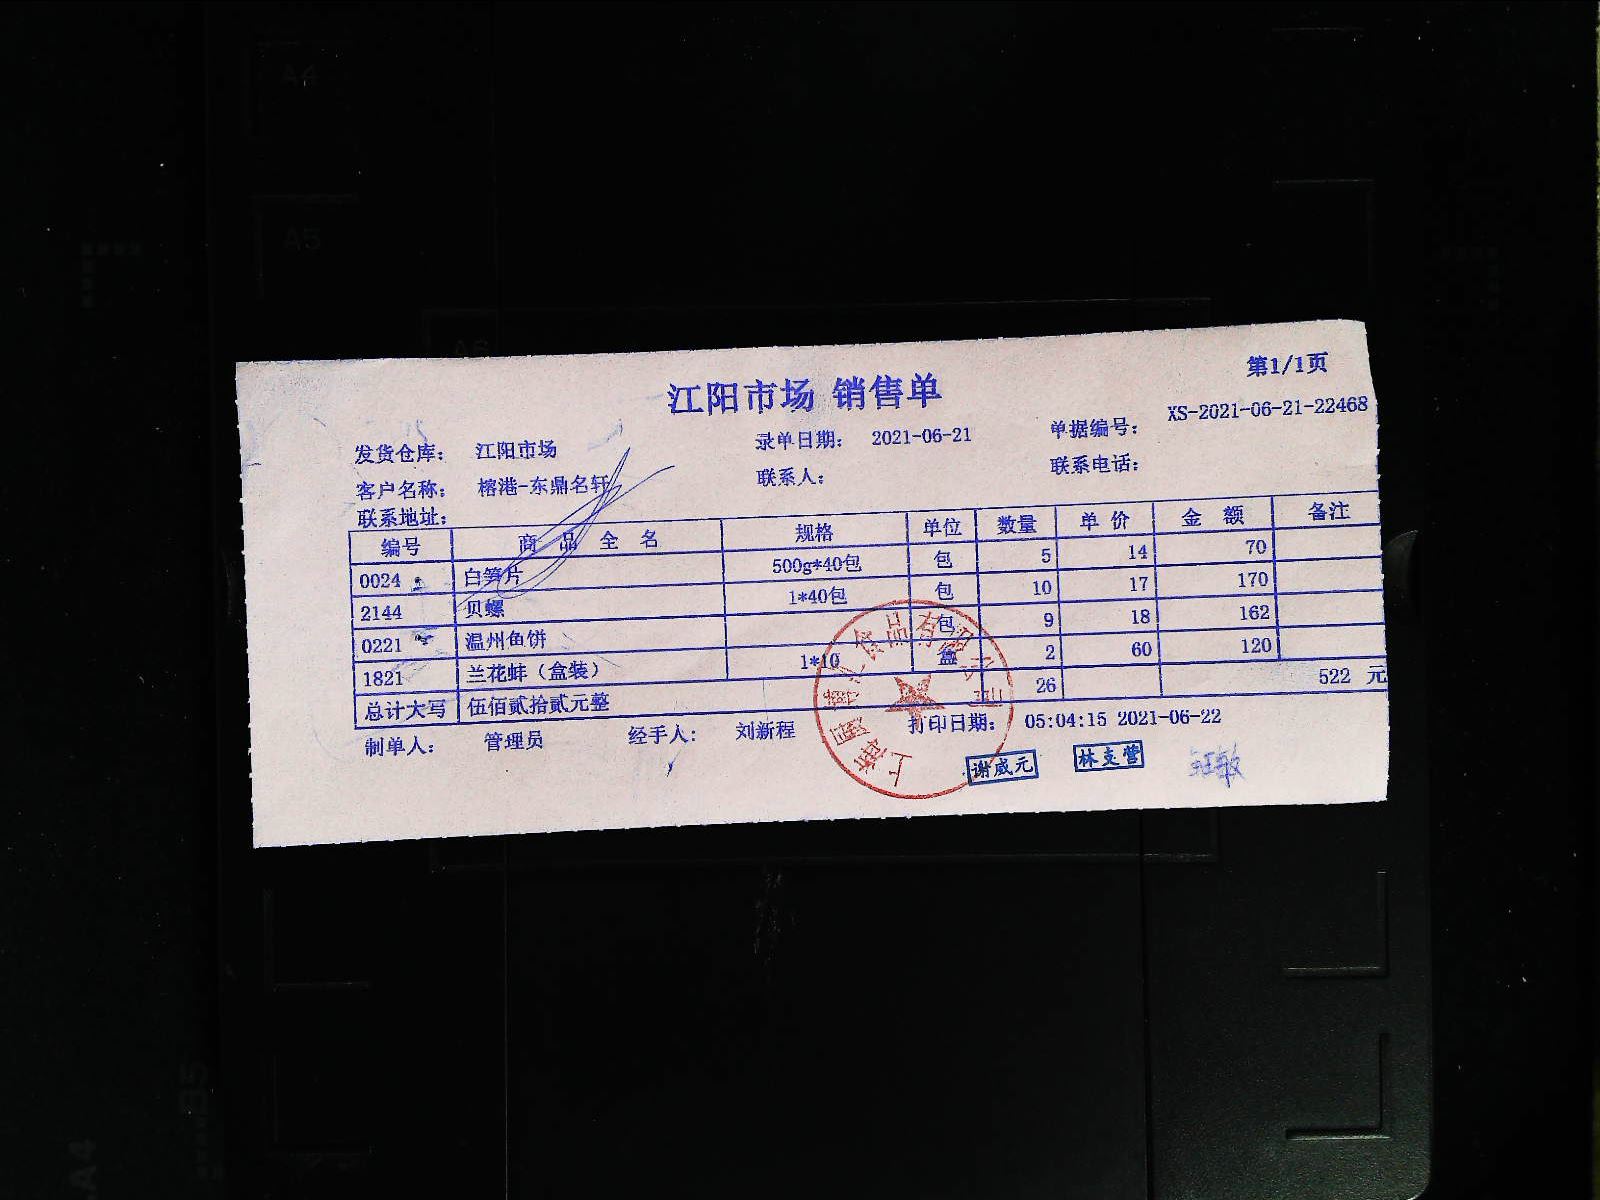 A4
A5
A6
第1/1页
江阳市场 销售单
发货仓库： 江阳市场 录单日期： 2021-06-21 单据编号： XS-2021-06-21-22468
客户名称： 榕港-东鼎名轩 联系人： 联系电话：
联系地址：
编号 商品全名 规格 单位 数量 单价 金额 备注
0024 白笋片 500g*40包 包 5 14 70
2144 贝螺 1*40包 包 10 17 170
0221 温州鱼饼 包 9 18 162
1821 兰花蚌（盒装） 1*10 盒 2 60 120
总计大写 伍佰贰拾贰元整 26 522 元
制单人： 管理员 经手人： 刘新程 打印日期： 05:04:15 2021-06-22
谢威元 林支营
B5
A4